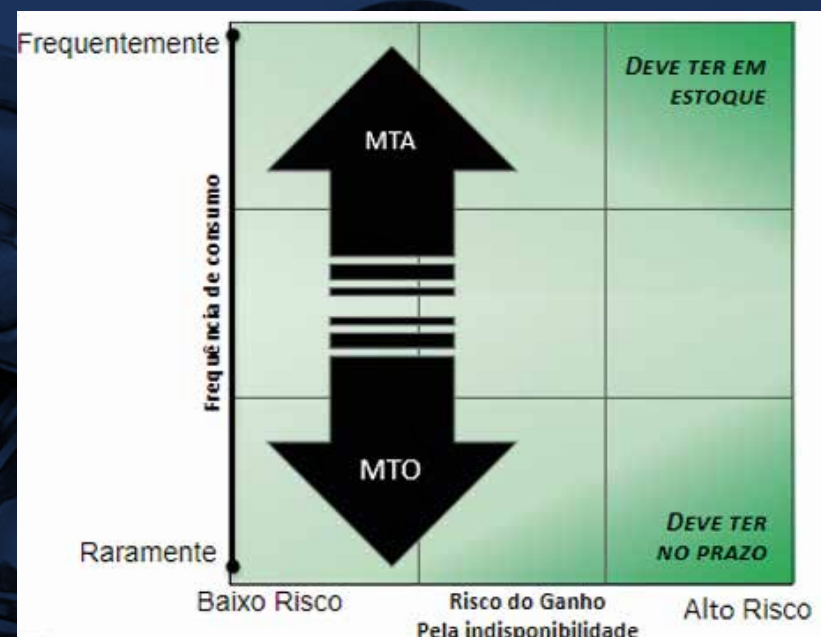 Frequentemente
DEVE TER EM
ESTOQUE
MTA
Frequência de consumo
MTO
DEVE TER
NO PRAZO
Raramente
Baixo Risco
Risco do Ganho
Pela indisponibilidade
Alto Risco